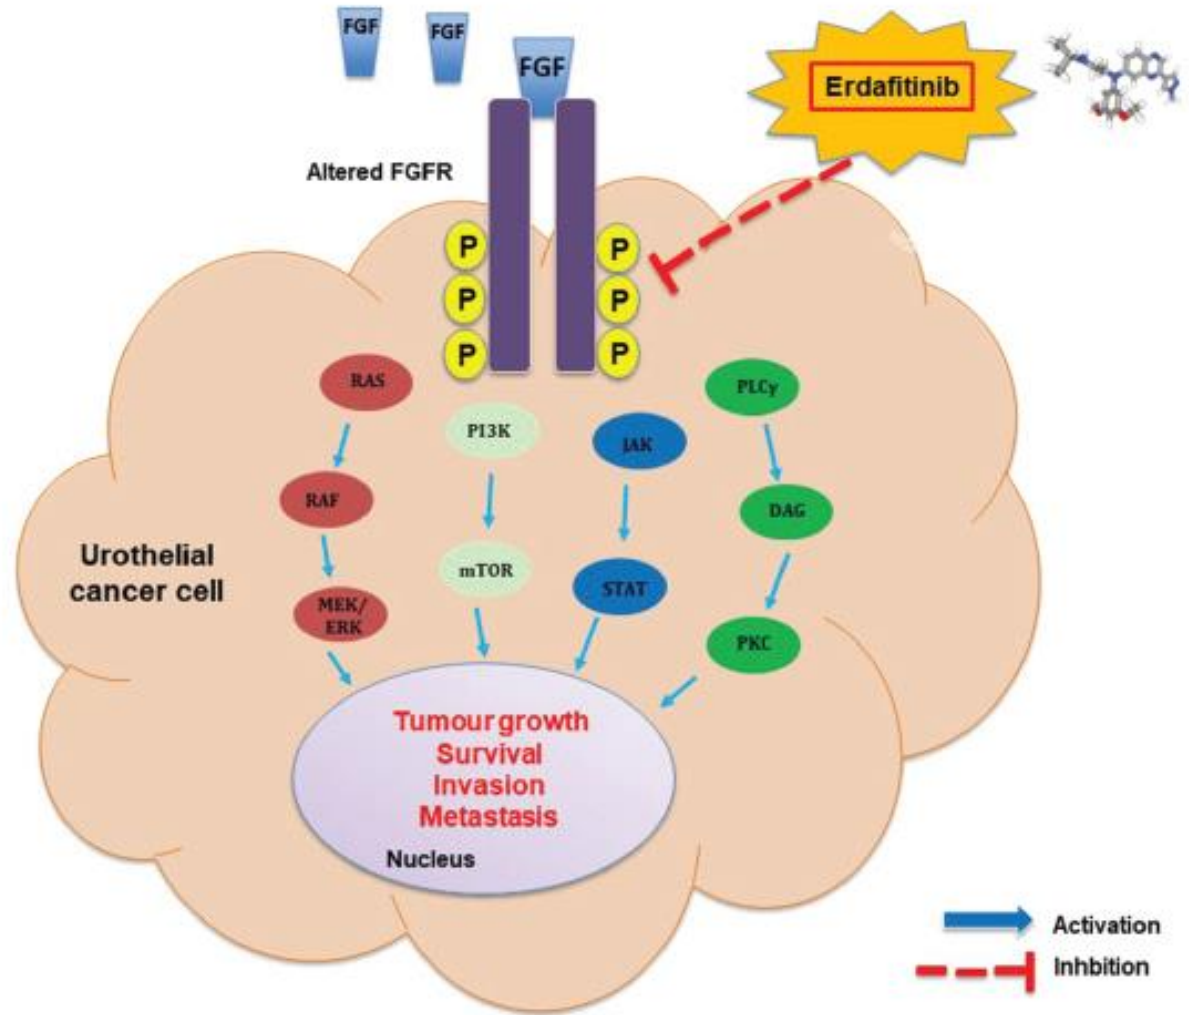 FGF
FGF
FGF
Erdafitinib
Altered FGFR
P
P
P
P
P
P
RAS
PI3K
JAK
PLCγ
RAF
DAG
mTOR
STAT
MEK/
ERK
PKC
Urothelial
cancer cell
Tumour growth
Survival
Invasion
Metastasis
Nucleus
Activation
Inhbition